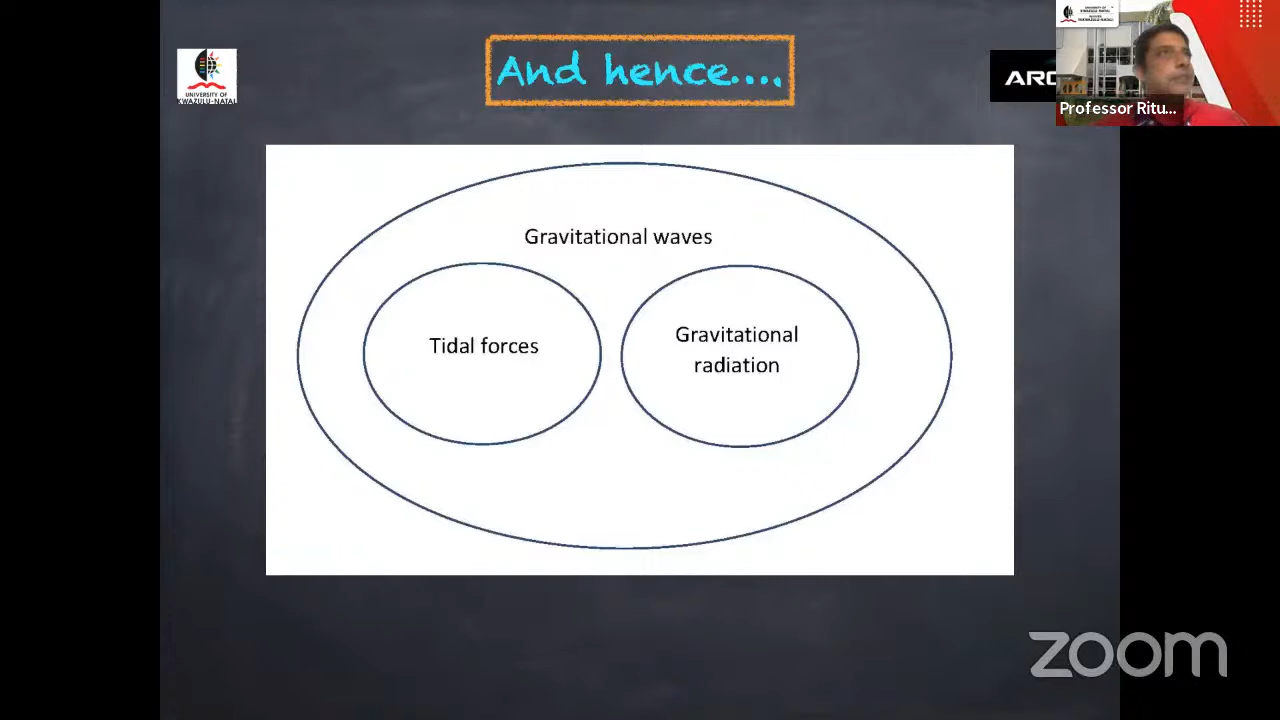 And hence....
UNIVERSITY OF
KWAZULU-NATAL
ARC
Professor Ritu...
Gravitational waves
Tidal forces
Gravitational
radiation
zoom